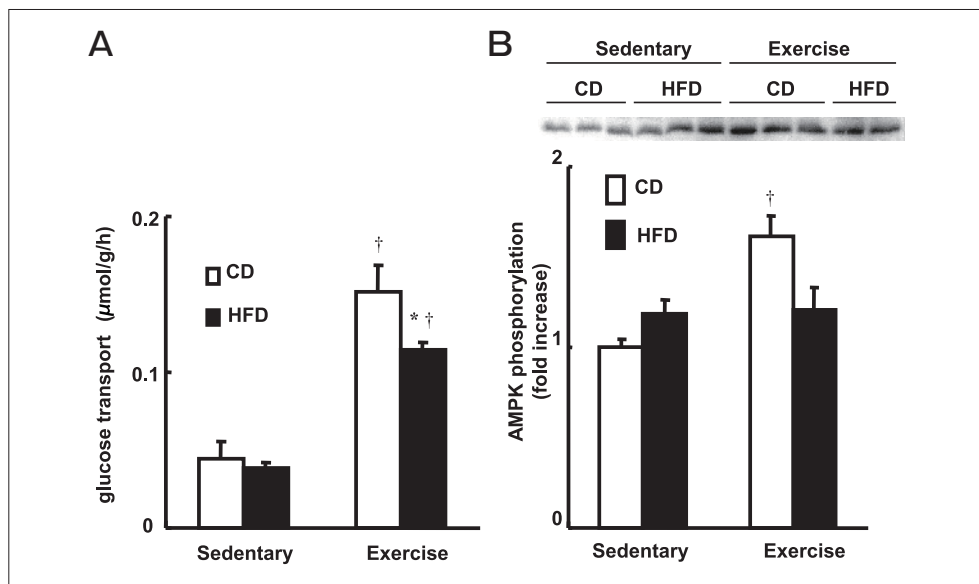 A
glucose transport (μmol/g/h)
0.2
0.1
0
CD
HFD
†
* †
Sedentary Exercise
B
Sedentary Exercise
CD HFD CD HFD
AMPK phosphorylation
(fold increase)
2
1
0
CD
HFD
†
Sedentary Exercise